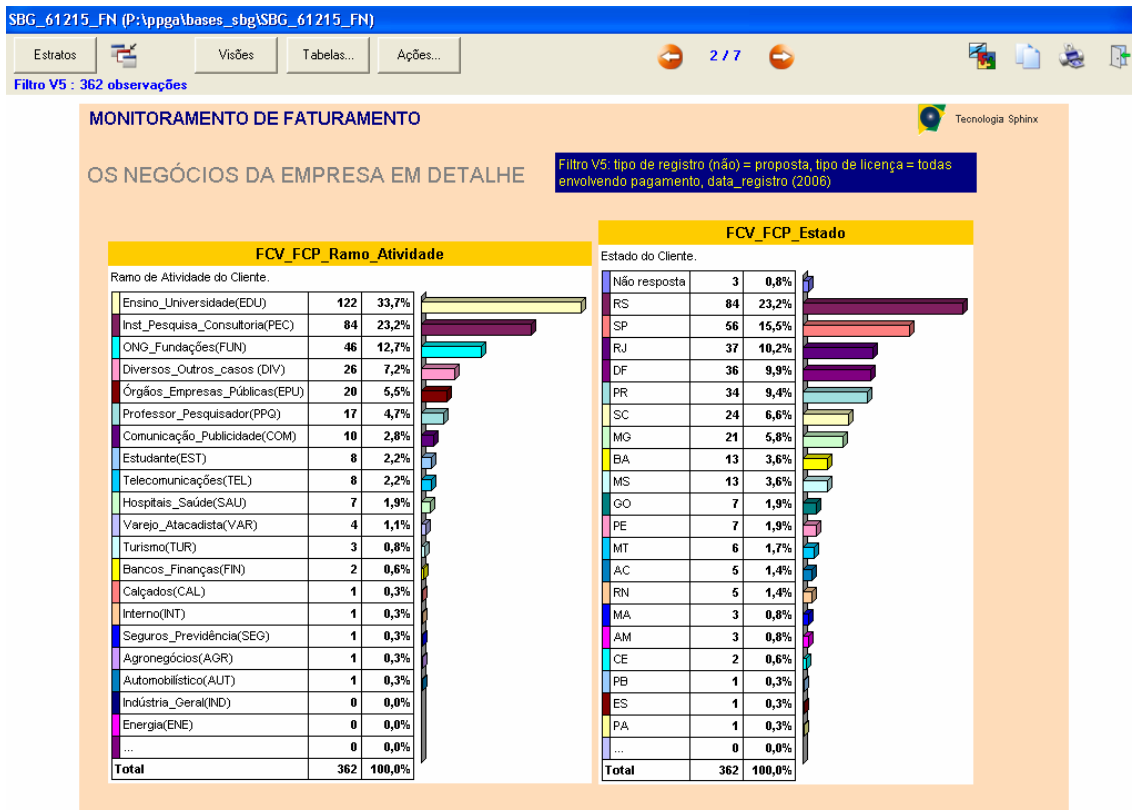 SBG_61215_FN (P:\ppga\bases_sbg\SBG_61215_FN)
Estratos Visões Tabelas... Ações... 2 / 7
Filtro V5 : 362 observações
MONITORAMENTO DE FATURAMENTO
Tecnologia Sphinx
OS NEGÓCIOS DA EMPRESA EM DETALHE
Filtro V5: tipo de registro (não) = proposta, tipo de licença = todas
envolvendo pagamento, data_registro (2006)
FCV_FCP_Ramo_Atividade
Ramo de Atividade do Cliente.
Ensino_Universidade(EDU) 122 33,7%
Inst_Pesquisa_Consultoria(PEC) 84 23,2%
ONG_Fundações(FUN) 46 12,7%
Diversos_Outros_casos (DIV) 26 7,2%
Órgãos_Empresas_Públicas(EPU) 20 5,5%
Professor_Pesquisador(PPQ) 17 4,7%
Comunicação_Publicidade(COM) 10 2,8%
Estudante(EST) 8 2,2%
Telecomunicações(TEL) 8 2,2%
Hospitais_Saúde(SAU) 7 1,9%
Varejo_Atacadista(VAR) 4 1,1%
Turismo(TUR) 3 0,8%
Bancos_Finanças(FIN) 2 0,6%
Calçados(CAL) 1 0,3%
Interno(INT) 1 0,3%
Seguros_Previdência(SEG) 1 0,3%
Agronegócios(AGR) 1 0,3%
Automobilístico(AUT) 1 0,3%
Indústria_Geral(IND) 0 0,0%
Energia(ENE) 0 0,0%
... 0 0,0%
Total 362 100,0%
FCV_FCP_Estado
Estado do Cliente.
Não resposta 3 0,8%
RS 84 23,2%
SP 56 15,5%
RJ 37 10,2%
DF 36 9,9%
PR 34 9,4%
SC 24 6,6%
MG 21 5,8%
BA 13 3,6%
MS 13 3,6%
GO 7 1,9%
PE 7 1,9%
MT 6 1,7%
AC 5 1,4%
RN 5 1,4%
MA 3 0,8%
AM 3 0,8%
CE 2 0,6%
PB 1 0,3%
ES 1 0,3%
PA 1 0,3%
... 0 0,0%
Total 362 100,0%